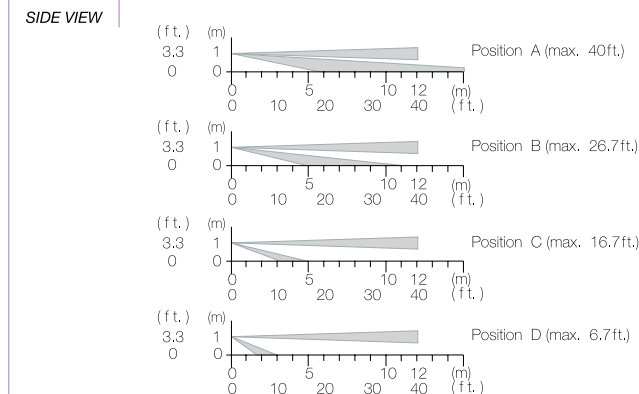 SIDE VIEW
(ft.) (m)
3.3 1 Position A (max. 40ft.)
0 0
0 5 10 12 (m)
0 10 20 30 40 (ft.)
(ft.) (m)
3.3 1 Position B (max. 26.7ft.)
0 0
0 5 10 12 (m)
0 10 20 30 40 (ft.)
(ft.) (m)
3.3 1 Position C (max. 16.7ft.)
0 0
0 5 10 12 (m)
0 10 20 30 40 (ft.)
(ft.) (m)
3.3 1 Position D (max. 6.7ft.)
0 0
0 5 10 12 (m)
0 10 20 30 40 (ft.)